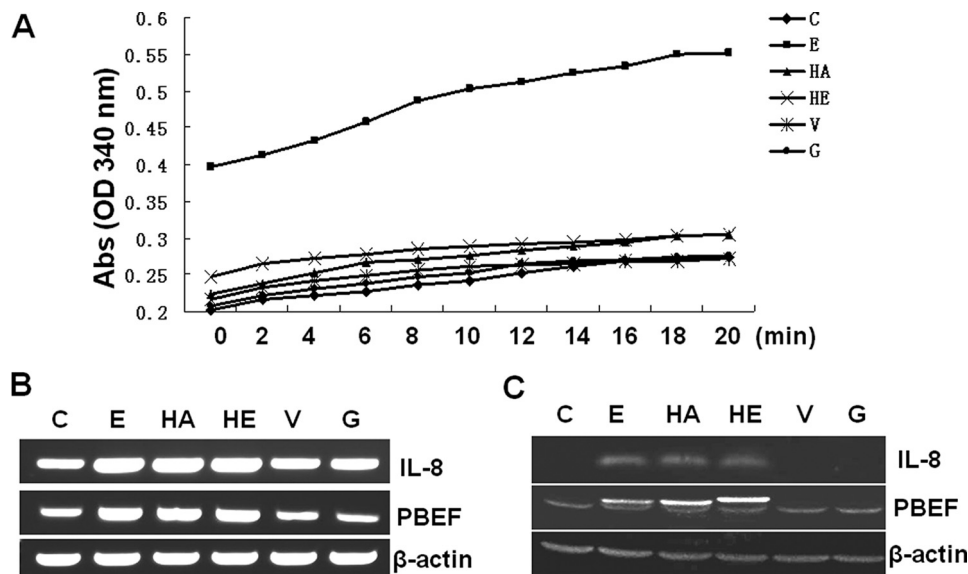 A
Abs (OD 340 nm)
0.6
0.55
0.5
0.45
0.4
0.35
0.3
0.25
0.2
0 2 4 6 8 10 12 14 16 18 20 (min)
C
E
HA
HE
V
G
B
C E HA HE V G
IL-8
PBEF
β-actin
C
C E HA HE V G
IL-8
PBEF
β-actin